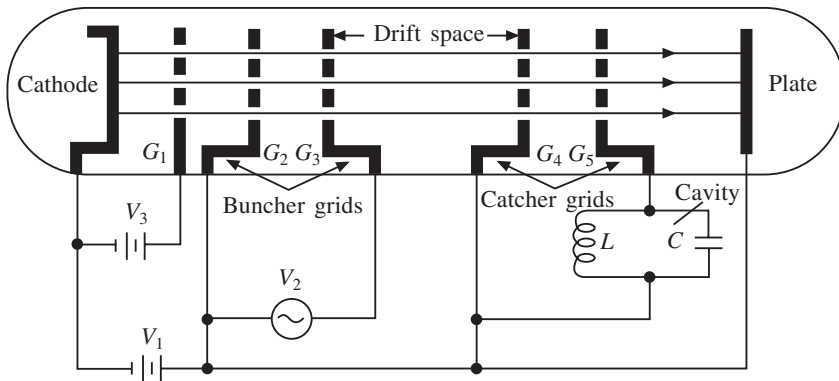 Drift space
Cathode
Plate
G1
G2 G3
G4 G5
Buncher grids
Catcher grids
Cavity
V3
L
C
V2
V1